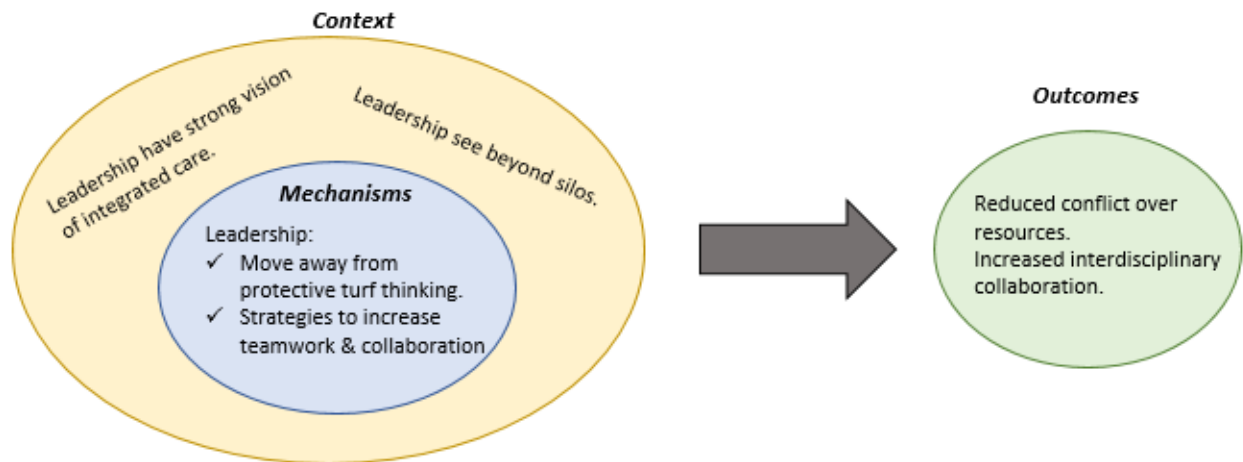 Context
Leadership have strong vision
of integrated care.
Leadership see beyond silos.
Mechanisms
Leadership:
✓ Move away from
protective turf thinking.
✓ Strategies to increase
teamwork & collaboration
Outcomes
Reduced conflict over
resources.
Increased interdisciplinary
collaboration.